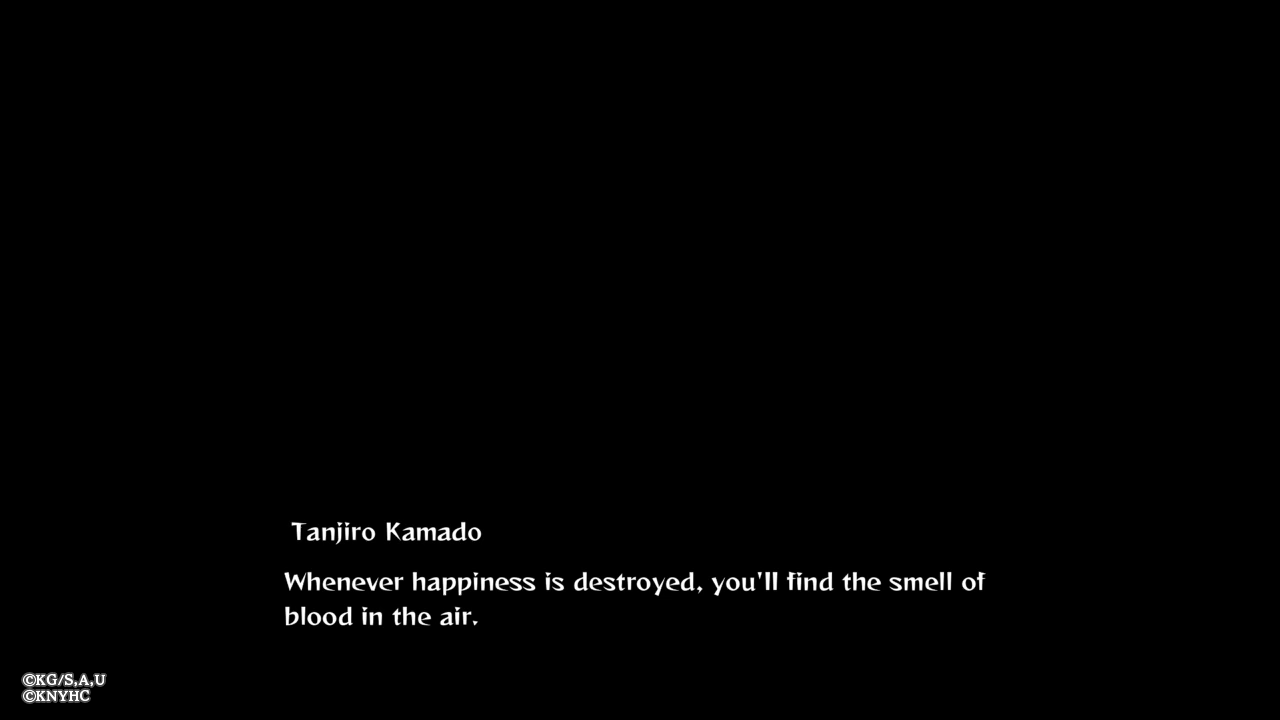 Tanjiro Kamado
Whenever happiness is destroyed, you'll find the smell of
blood in the air.
©KG/S,A,U
©KNYHC